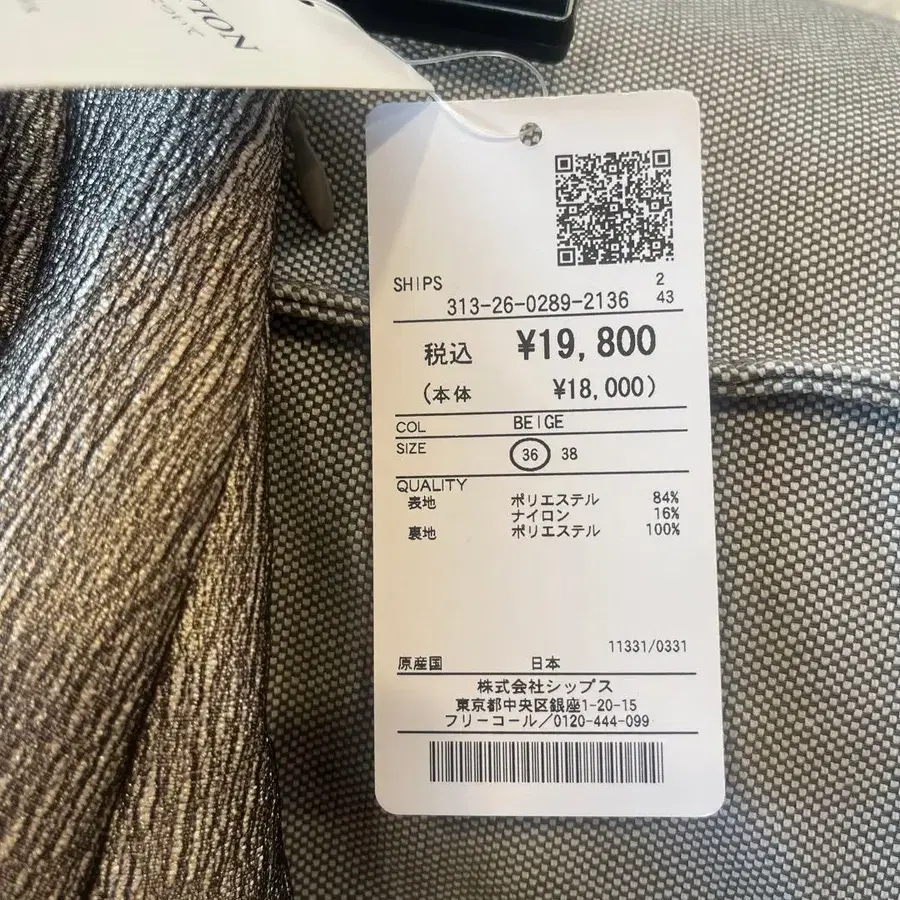 TION
SHIPS
2
313-26-0289-2136
43
税込 ¥19,800
(本体 ¥18,000)
COL BEIGE
SIZE 36 38
QUALITY
表地 ポリエステル 84%
ナイロン 16%
裏地 ポリエステル 100%
11331/0331
原産国 日本
株式会社シップス
東京都中央区銀座1-20-15
フリーコール/0120-444-099